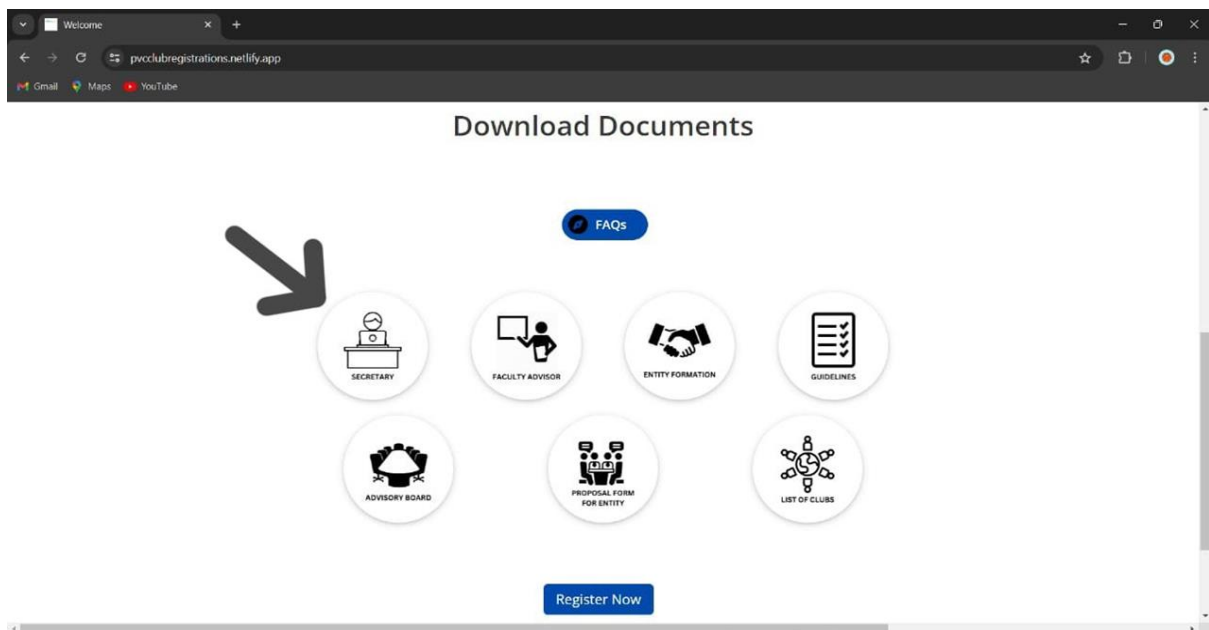 Welcome
pvcclubregistrations.netlify.app
Gmail Maps YouTube
Download Documents
FAQs
SECRETARY
FACULTY ADVISOR
ENTITY FORMATION
GUIDELINES
ADVISORY BOARD
PROPOSAL FORM
FOR ENTITY
LIST OF CLUBS
Register Now